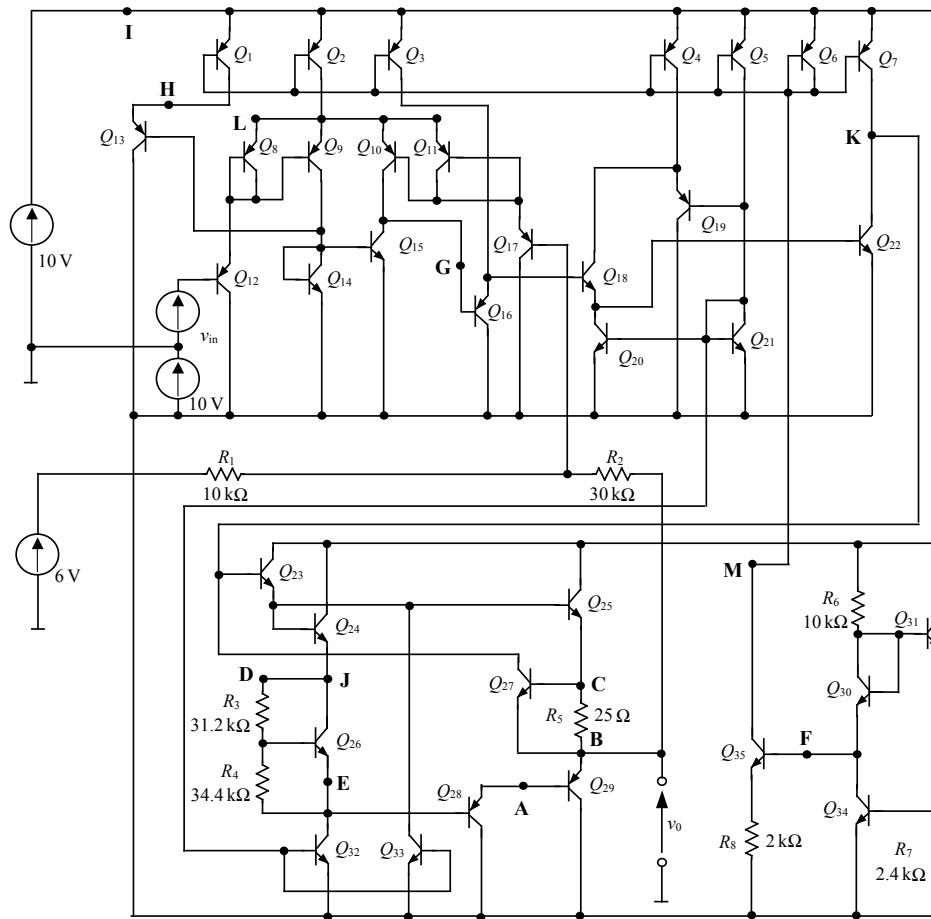 I
Q1 Q2 Q3 Q4 Q5 Q6 Q7
H
L
Q13 Q8 Q9 Q10 Q11 K
Q19
10 V Q12 Q14 Q15 G Q17 Q18 Q22
Q16
vin Q20 Q21
10 V
R1 R2
10 kΩ 30 kΩ
6 V
Q23 M
Q24 Q25 R6 Q31
10 kΩ
D J Q27 C Q30
R3
31.2 kΩ R5 25 Ω
Q26 B Q35 F
R4 E Q28 A Q29
34.4 kΩ v0 Q34
Q32 Q33 R8 2 kΩ R7
2.4 kΩ